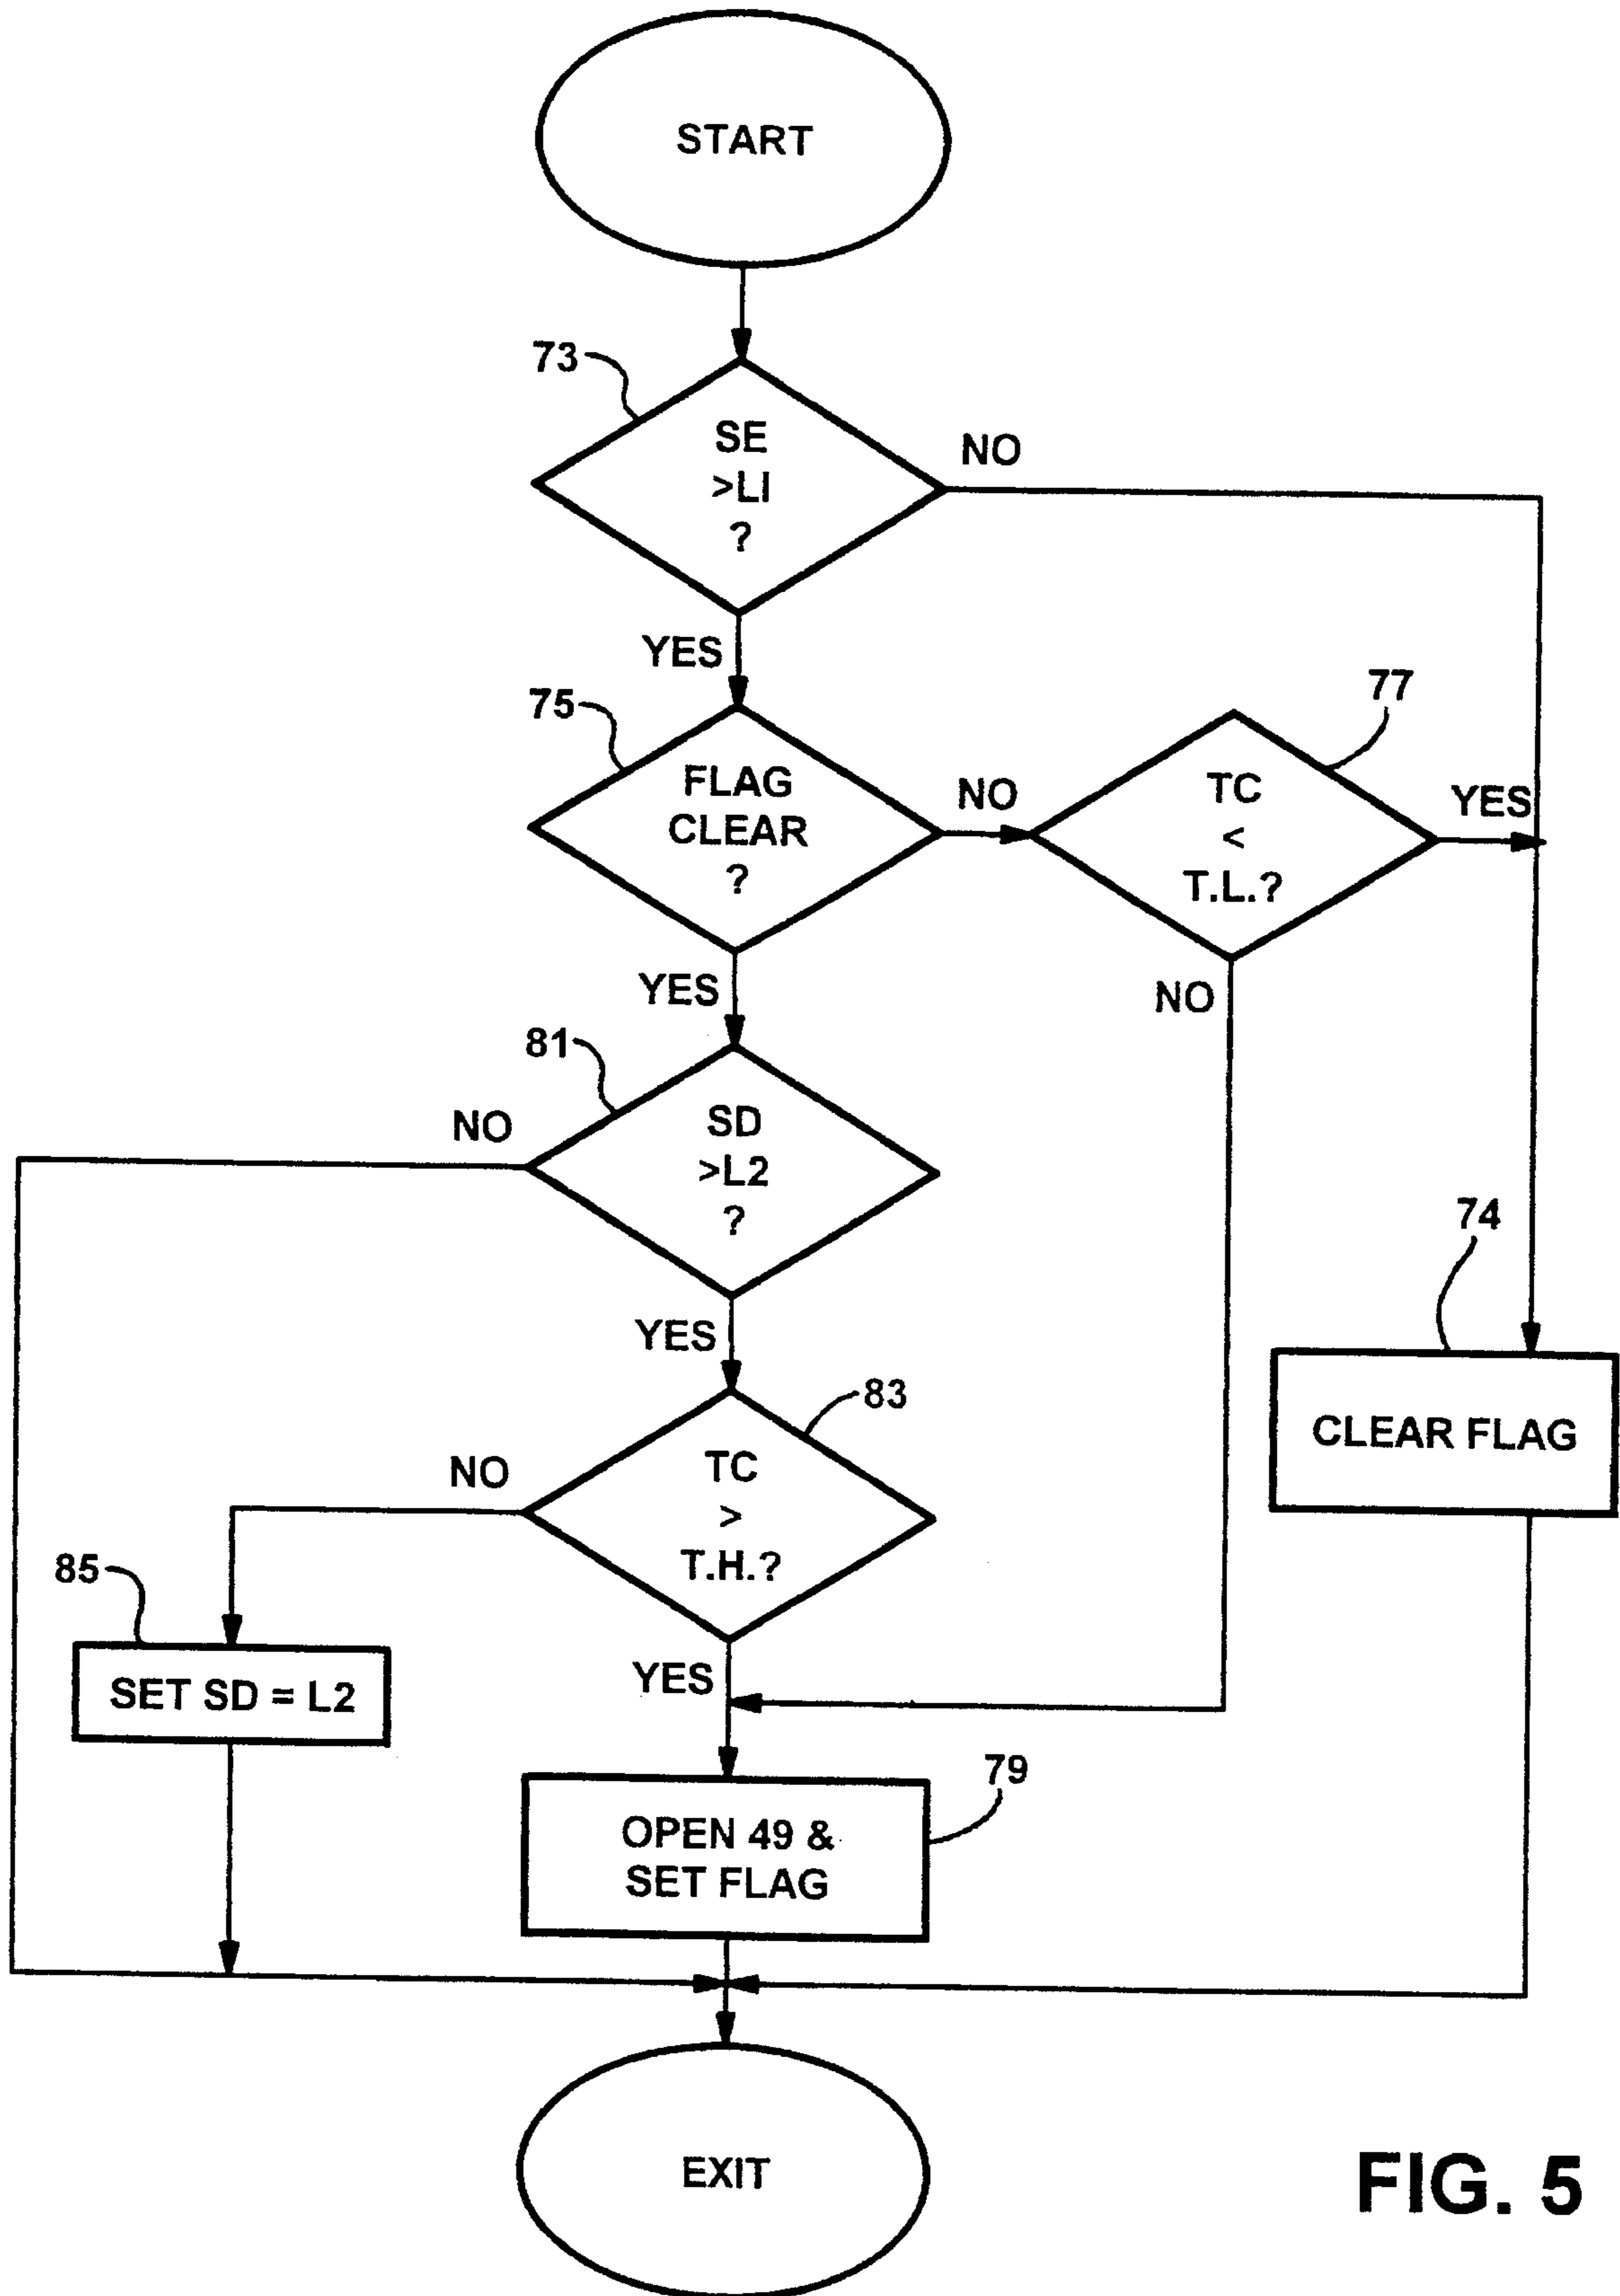 START
73
SE
>LI
?
NO
YES
75
FLAG
CLEAR
?
NO
77
TC
<
T.L.?
YES
NO
YES
81
SD
>L2
?
NO
YES
74
CLEAR FLAG
83
TC
>
T.H.?
NO
85
SET SD = L2
YES
79
OPEN 49 &
SET FLAG
EXIT
FIG. 5